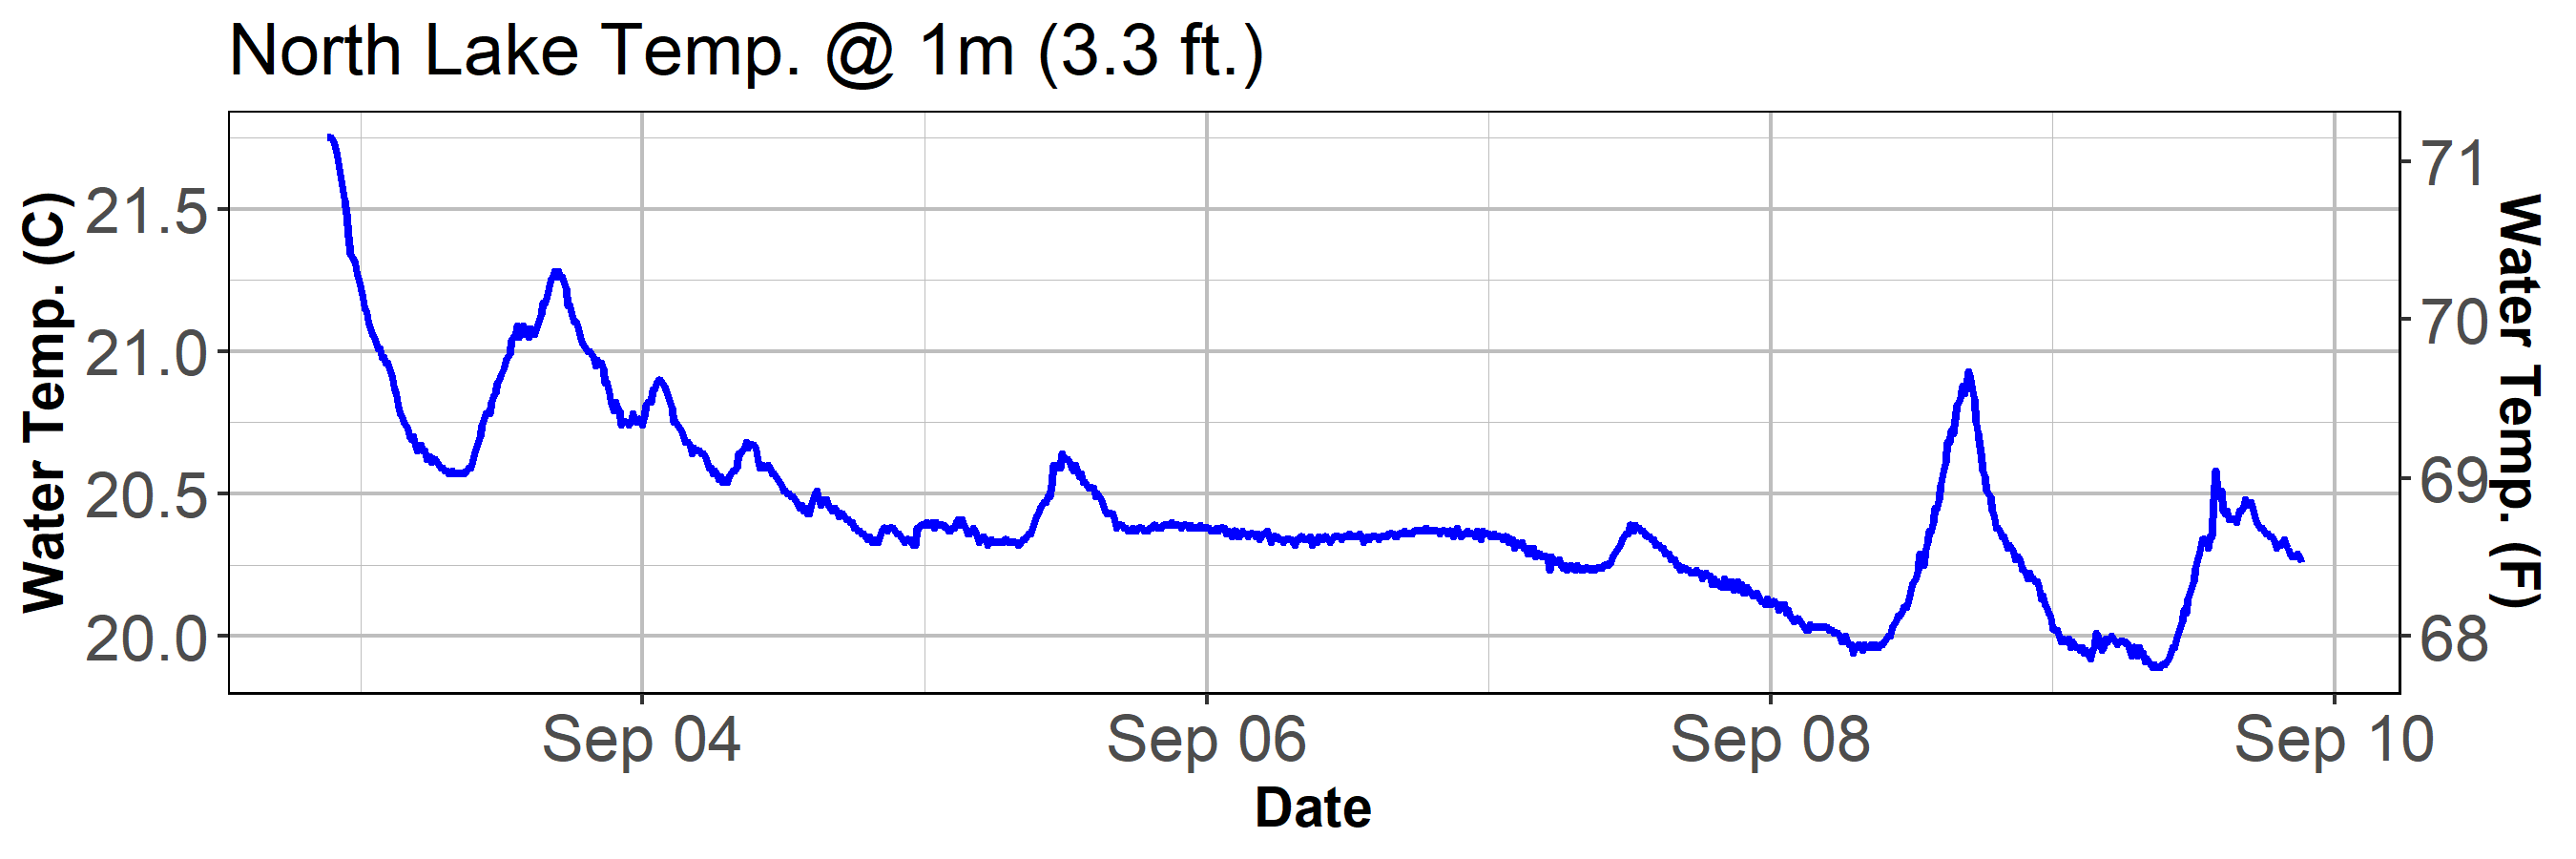 North Lake Temp. @ 1m (3.3 ft.)
Water Temp. (C)
21.5
21.0
20.5
20.0
71
70
69
68
Water Temp. (F)
Sep 04 Sep 06 Sep 08 Sep 10
Date